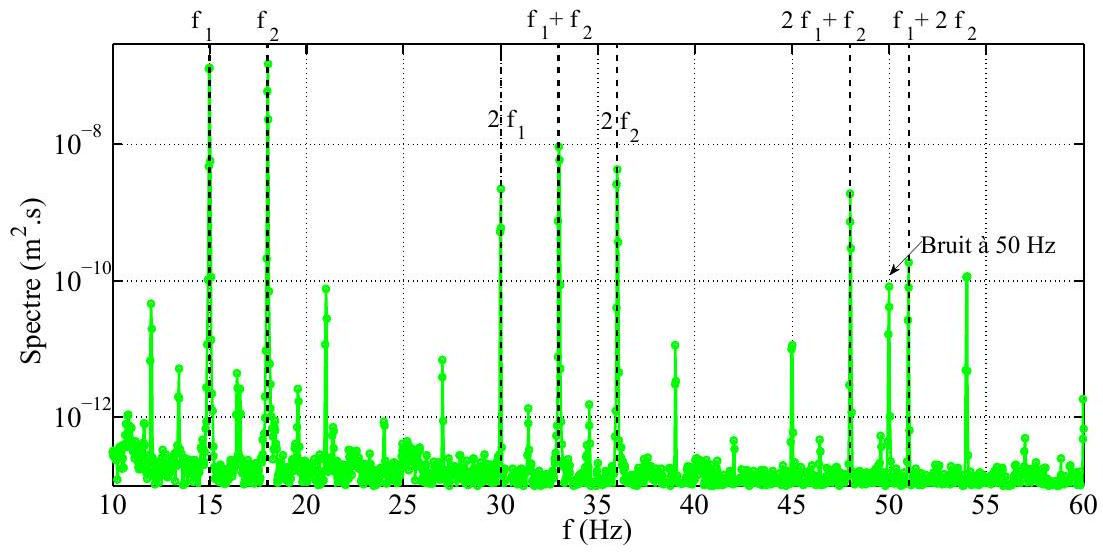 f1 f2 f1+ f2 2 f1+ f2 f1+ 2 f2
2 f1 2 f2
10−8
Bruit à 50 Hz
10−10
10−12
Spectre (m2.s)
10 15 20 25 30 35 40 45 50 55 60
f (Hz)